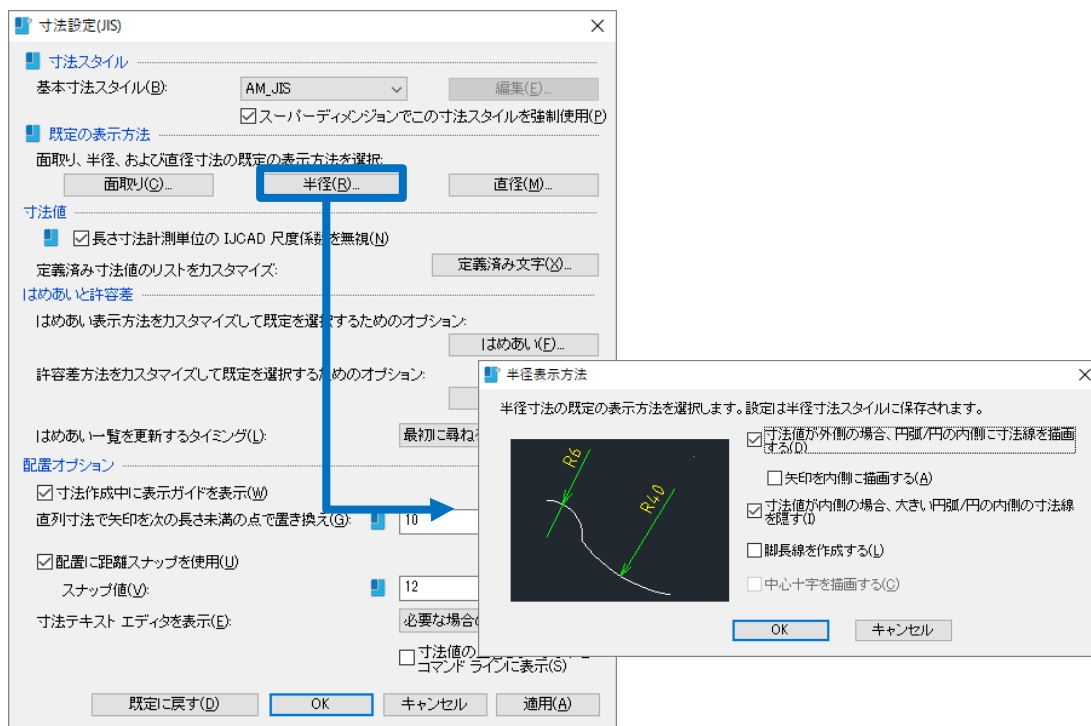 寸法設定(JIS)
寸法スタイル
基本寸法スタイル(B):
AM_JIS
編集(E)...
スーパーディメンジョンでこの寸法スタイルを強制使用(P)
既定の表示方法
面取り、半径、および直径寸法の既定の表示方法を選択:
面取り(C)...
半径(R)...
直径(M)...
寸法値
長さ寸法計測単位の IJCAD 尺度係数を無視(N)
定義済み寸法値のリストをカスタマイズ:
定義済み文字(X)...
はめあいと許容差
はめあい表示方法をカスタマイズして既定を選択するためのオプション:
はめあい(F)...
許容差方法をカスタマイズして既定を選択するためのオプション:
はめあい一覧を更新するタイミング(L):
最初に尋ね
配置オプション
寸法作成中に表示ガイドを表示(W)
直列寸法で矢印を次の長さ未満の点で置き換え(G):
10
配置に距離スナップを使用(U)
スナップ値(V):
12
寸法テキスト エディタを表示(E):
必要な場合
寸法値の
コマンド ラインに表示(S)
既定に戻す(D)
OK
キャンセル
適用(A)
半径表示方法
半径寸法の既定の表示方法を選択します。設定は半径寸法スタイルに保存されます。
R6
R40
寸法値が外側の場合、円弧/円の内側に寸法線を描画
する(D)
矢印を内側に描画する(A)
寸法値が内側の場合、大きい円弧/円の内側の寸法線
を隠す(I)
脚長線を作成する(L)
中心十字を描画する(C)
OK
キャンセル